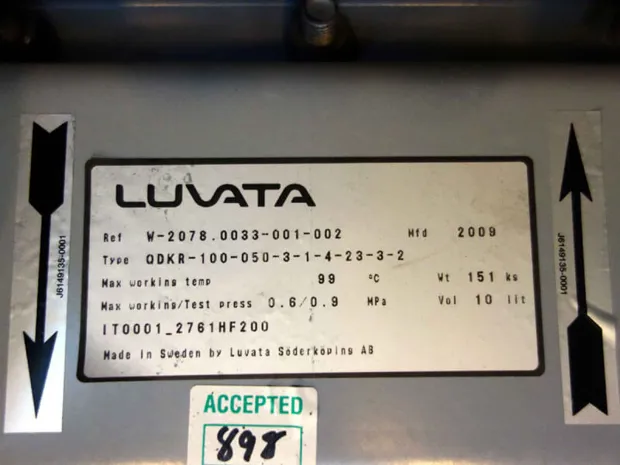 LUVATA
Ref W-2078.0033-001-002 Mfd 2009
Type QDKR-100-050-3-1-4-23-3-2
Max working temp 99 °C Wt 151 kg
Max working/Test press 0.6/0.9 MPa Vol 10 lit
IT0001_2761HF200
Made in Sweden by Luvata Söderköping AB
J6149135-0001
J6149135-0001
ACCEPTED
898